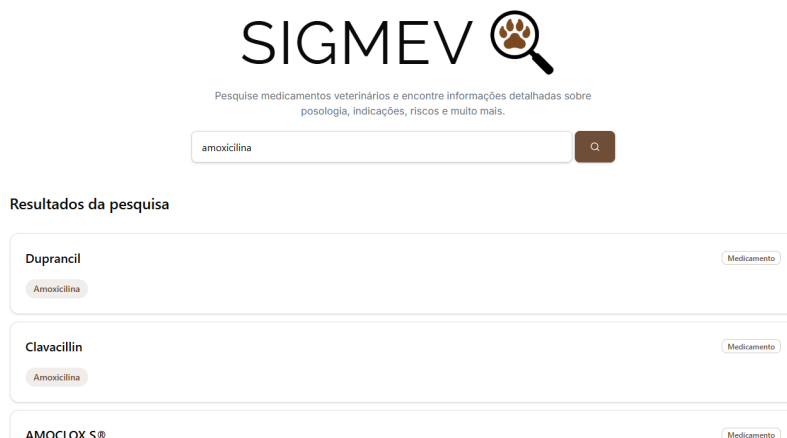 SIGMEV
Pesquise medicamentos veterinários e encontre informações detalhadas sobre
posologia, indicações, riscos e muito mais.
amoxicilina
Resultados da pesquisa
Duprancil
Medicamento
Amoxicilina
Clavacillin
Medicamento
Amoxicilina
AMOCLOX S®
Medicamento